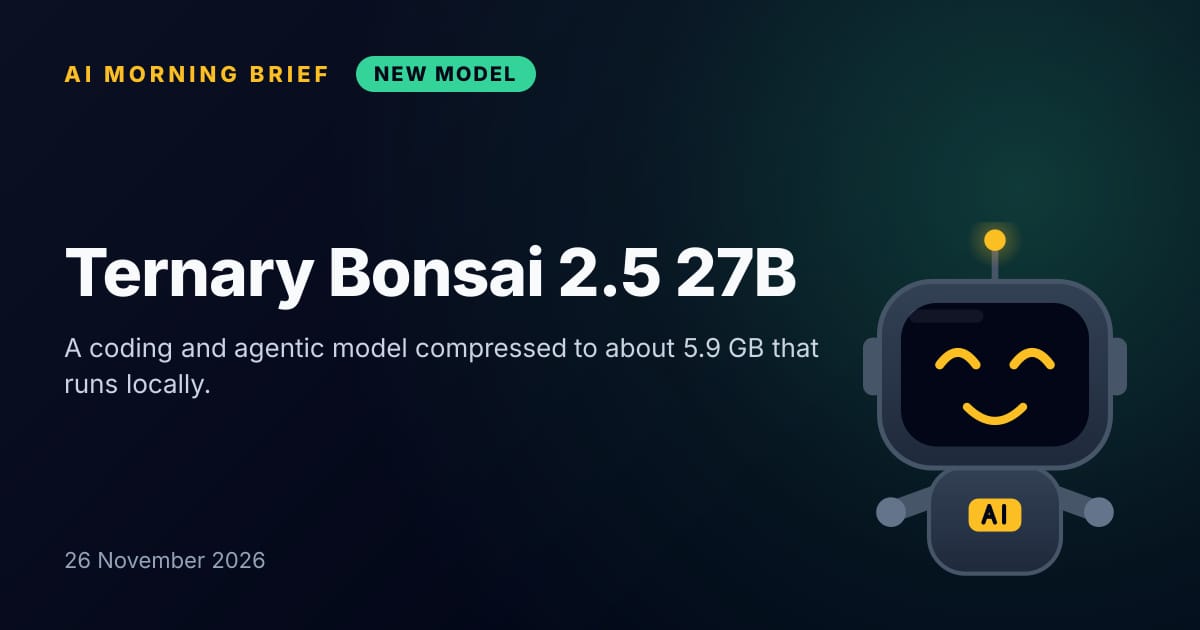 AI MORNING BRIEF
NEW MODEL
Ternary Bonsai 2.5 27B
A coding and agentic model compressed to about 5.9 GB that
runs locally.
AI
26 November 2026